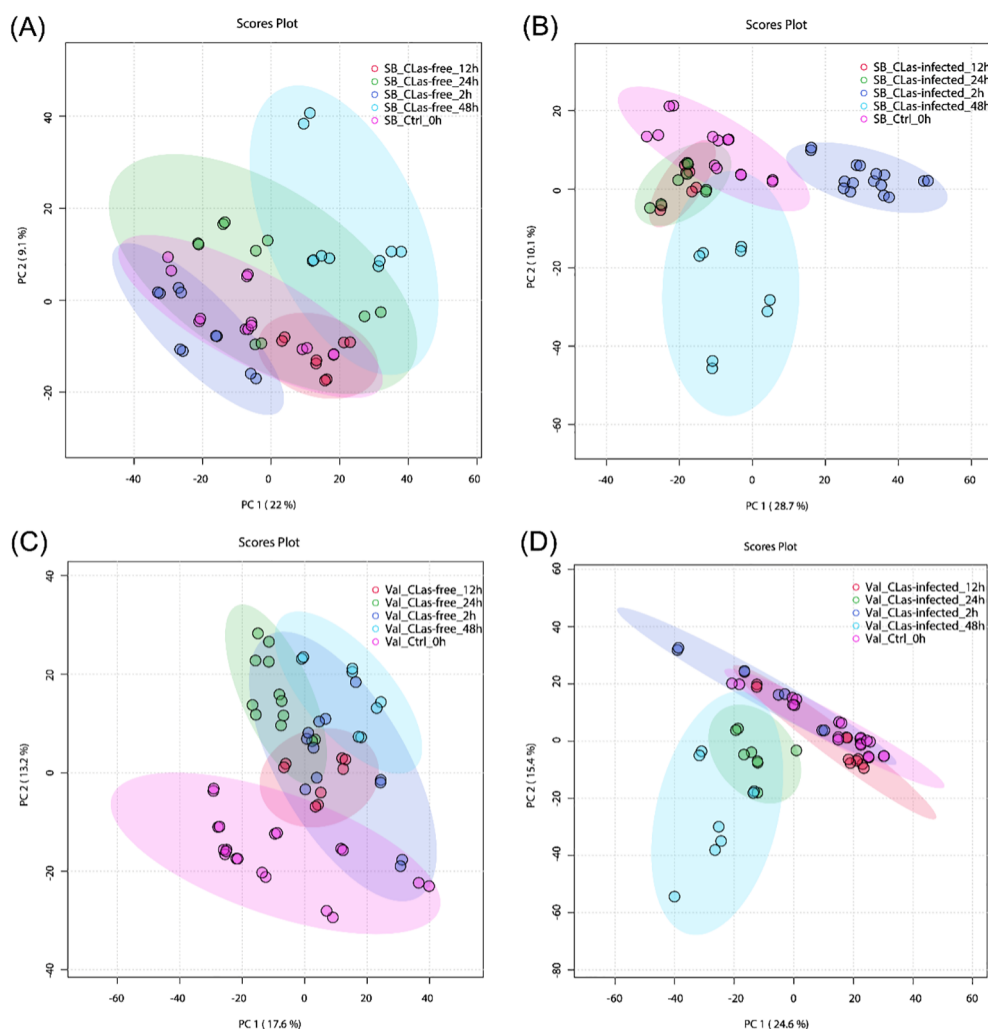 (A)
Scores Plot
SB_CLas-free_12h
SB_CLas-free_24h
SB_CLas-free_2h
SB_CLas-free_48h
SB_Ctrl_0h
PC 2 ( 9.1 %)
40
20
0
-20
-40 -20 0 20 40 60
PC 1 ( 22 %)
(B)
Scores Plot
SB_CLas-infected_12h
SB_CLas-infected_24h
SB_CLas-infected_2h
SB_CLas-infected_48h
SB_Ctrl_0h
PC 2 ( 10.1 %)
20
0
-20
-40
-60
-40 -20 0 20 40 60
PC 1 ( 28.7 %)
(C)
Scores Plot
Val_CLas-free_12h
Val_CLas-free_24h
Val_CLas-free_2h
Val_CLas-free_48h
Val_Ctrl_0h
PC 2 ( 13.2 %)
40
20
0
-20
-40
-60 -40 -20 0 20 40
PC 1 ( 17.6 %)
(D)
Scores Plot
Val_CLas-infected_12h
Val_CLas-infected_24h
Val_CLas-infected_2h
Val_CLas-infected_48h
Val_Ctrl_0h
PC 2 ( 15.4 %)
60
40
20
0
-20
-40
-60
-80
-60 -40 -20 0 20 40 60
PC 1 ( 24.6 %)